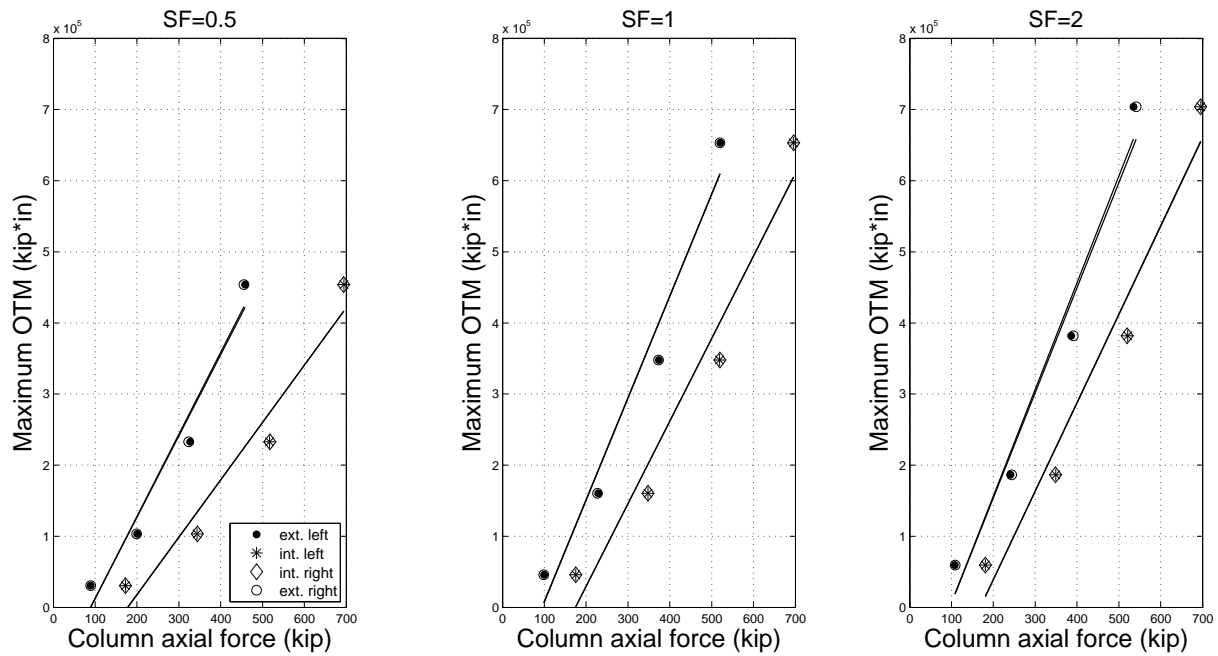 SF=0.5
x 10^5
8
7
6
5
4
3
2
1
0
0 100 200 300 400 500 600 700
Maximum OTM (kip*in)
Column axial force (kip)
ext. left
int. left
int. right
ext. right
SF=1
x 10^5
8
7
6
5
4
3
2
1
0
0 100 200 300 400 500 600 700
Maximum OTM (kip*in)
Column axial force (kip)
SF=2
x 10^5
8
7
6
5
4
3
2
1
0
0 100 200 300 400 500 600 700
Maximum OTM (kip*in)
Column axial force (kip)